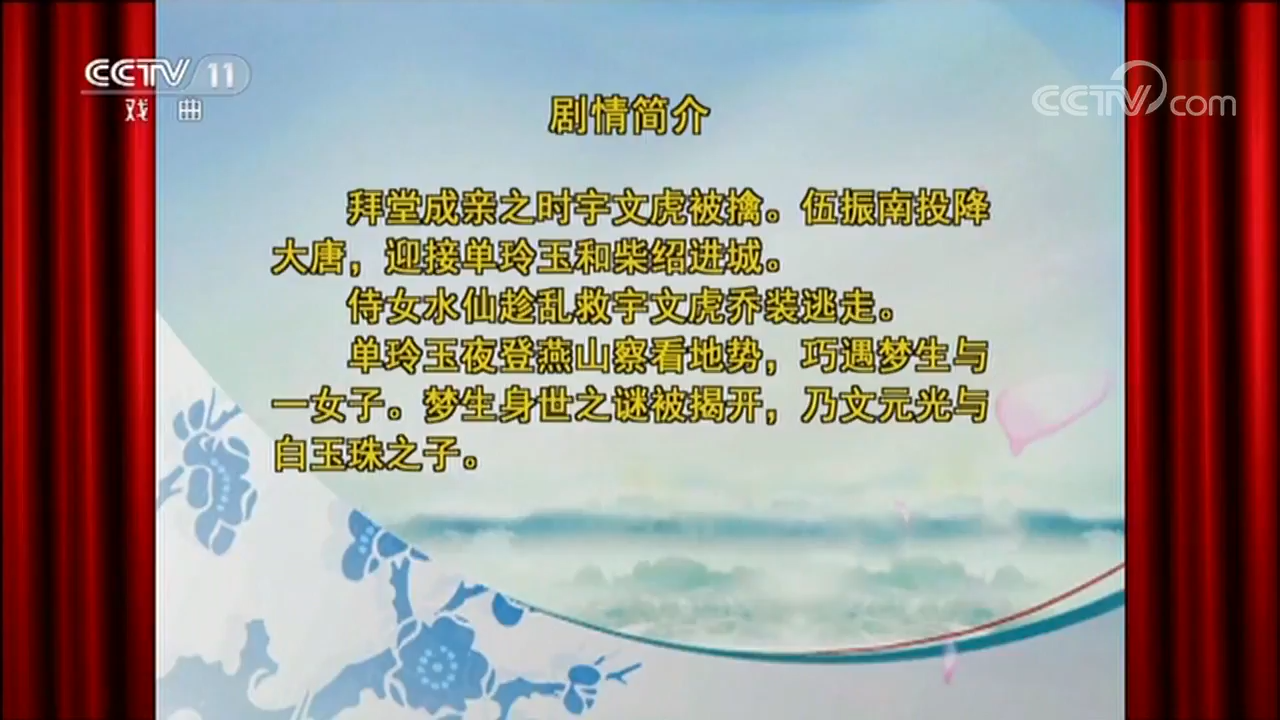 CCTV 11
戏曲
CCTV.com
剧情简介
拜堂成亲之时宇文虎被擒。伍振南投降
大唐，迎接单玲玉和柴绍进城。
侍女水仙趁乱救宇文虎乔装逃走。
单玲玉夜登燕山察看地势，巧遇梦生与
一女子。梦生身世之谜被揭开，乃文元光与
白玉珠之子。